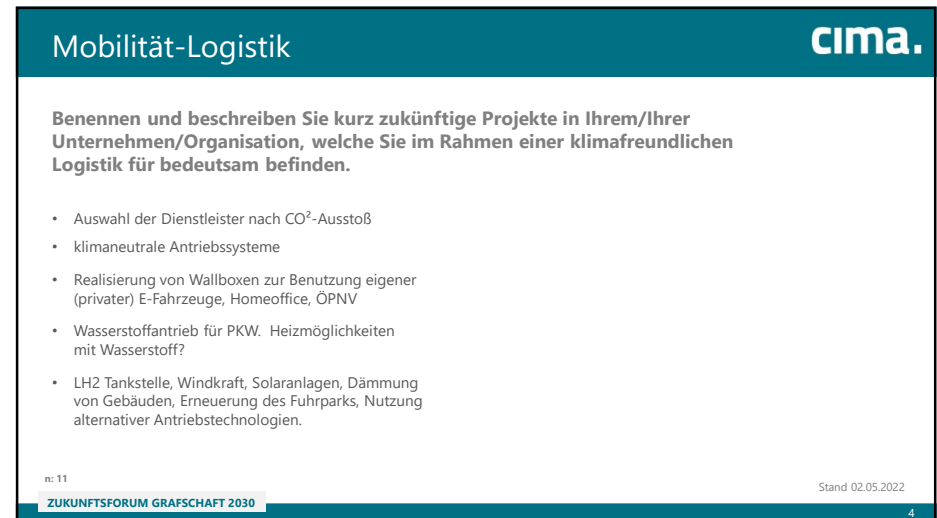 Mobilität-Logistik
cima.
Benennen und beschreiben Sie kurz zukünftige Projekte in Ihrem/Ihrer
Unternehmen/Organisation, welche Sie im Rahmen einer klimafreundlichen
Logistik für bedeutsam befinden.
• Auswahl der Dienstleister nach CO²-Ausstoß
• klimaneutrale Antriebssysteme
• Realisierung von Wallboxen zur Benutzung eigener
(privater) E-Fahrzeuge, Homeoffice, ÖPNV
• Wasserstoffantrieb für PKW. Heizmöglichkeiten
mit Wasserstoff?
• LH2 Tankstelle, Windkraft, Solaranlagen, Dämmung
von Gebäuden, Erneuerung des Fuhrparks, Nutzung
alternativer Antriebstechnologien.
n: 11
Stand 02.05.2022
ZUKUNFTSFORUM GRAFSCHAFT 2030
4